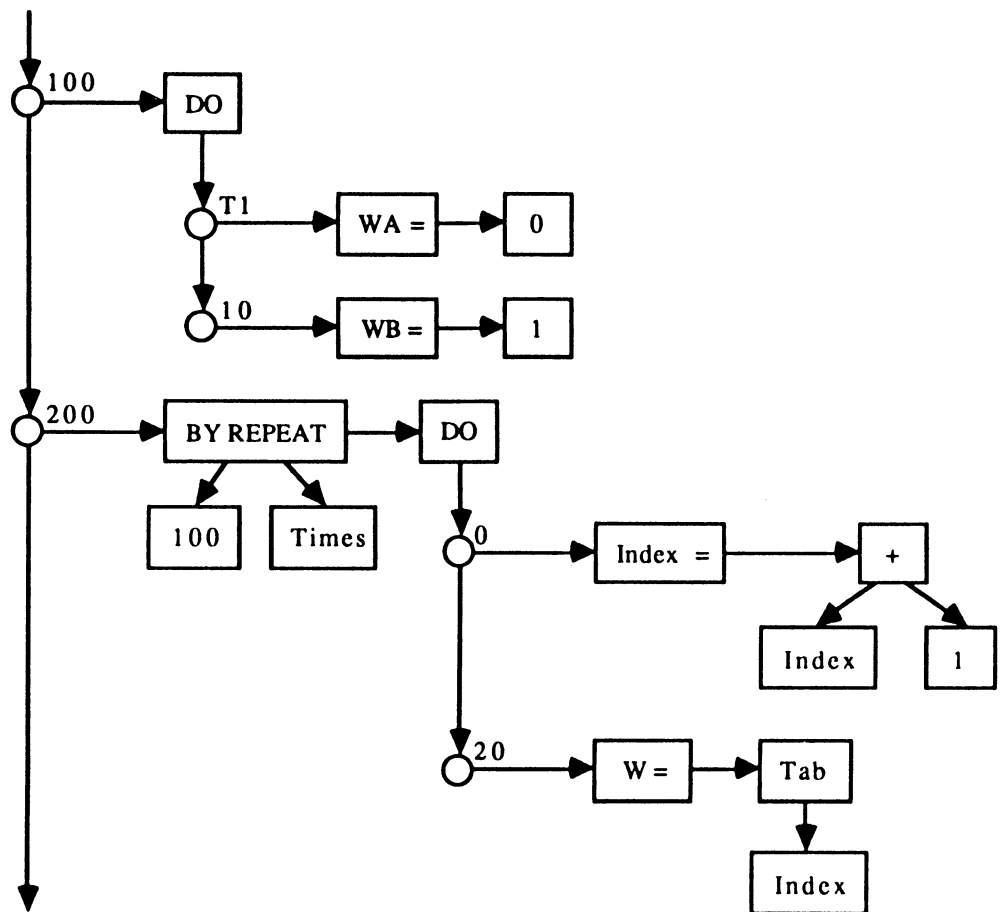 100
DO
T1
WA =
0
10
WB =
1
200
BY REPEAT
DO
100
Times
0
Index =
+
Index
1
20
W =
Tab
Index